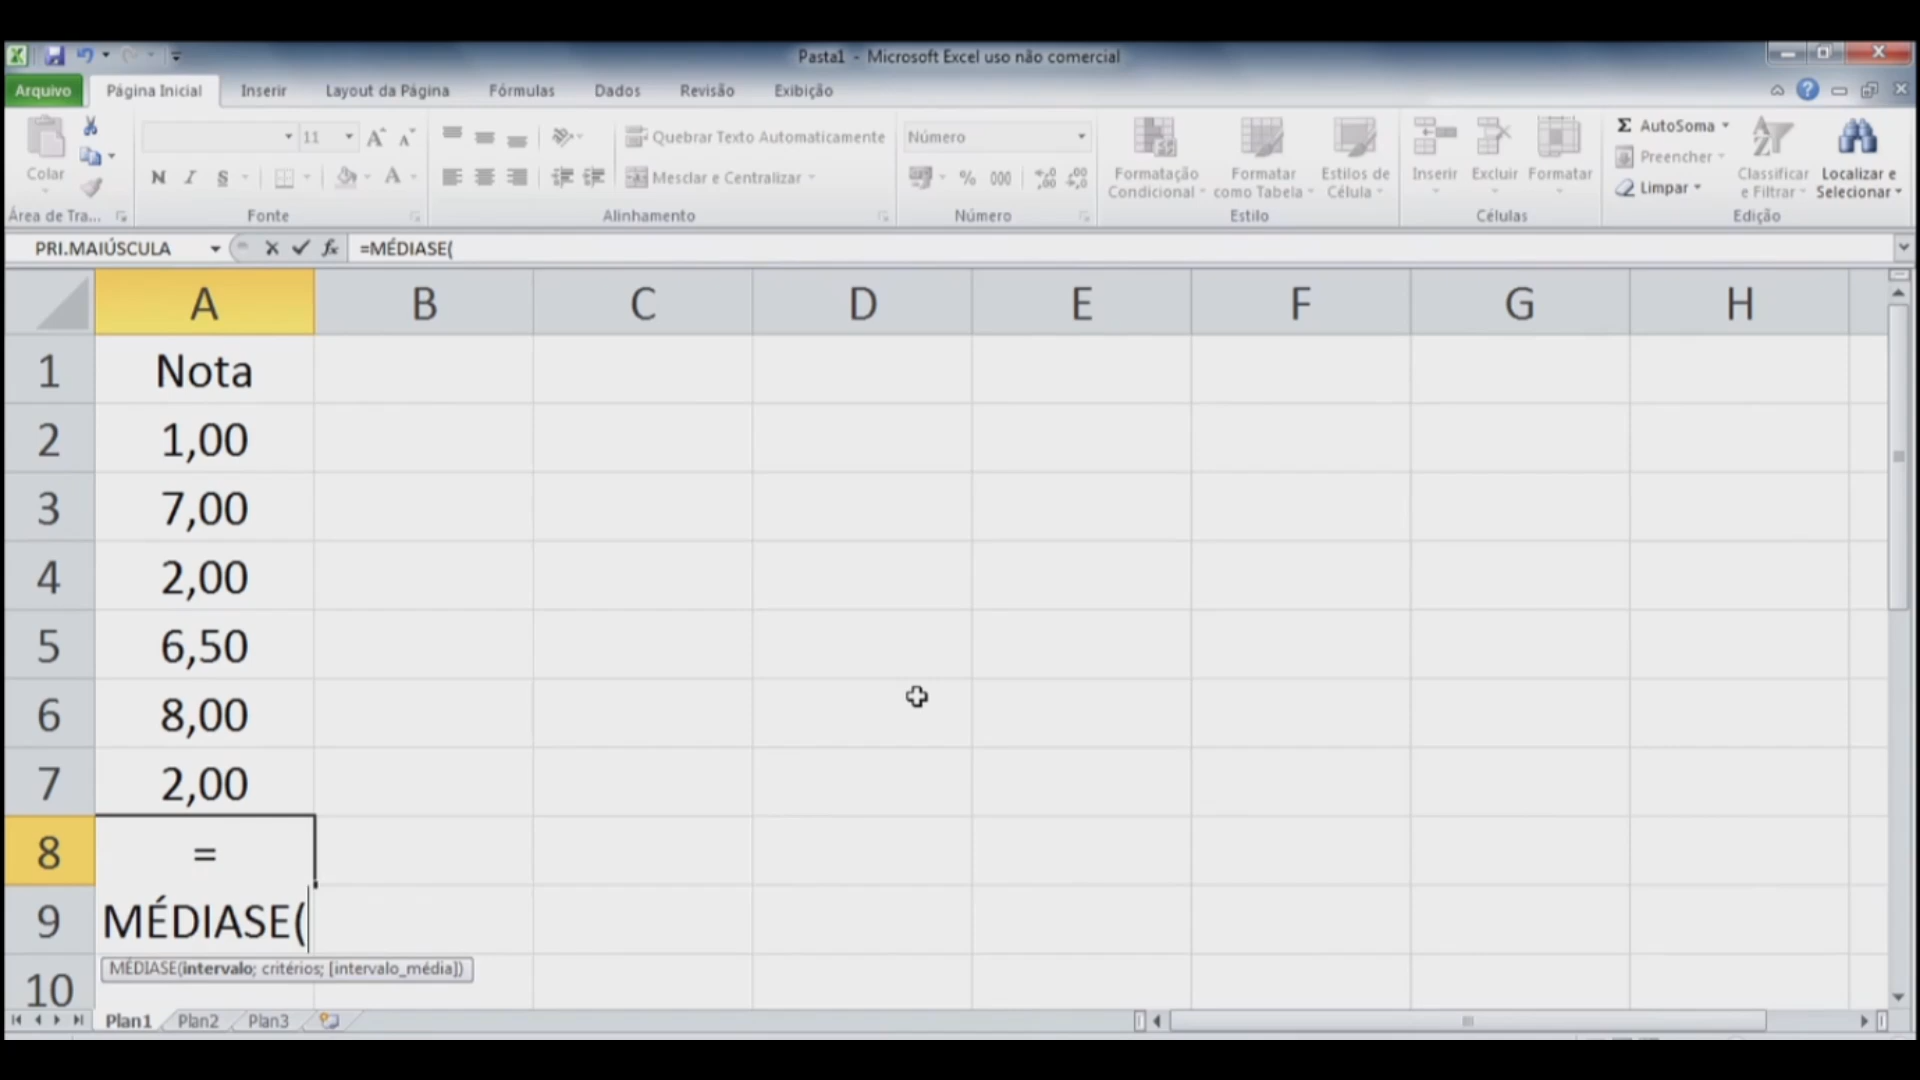 Pasta1 - Microsoft Excel uso não comercial
Arquivo Página Inicial Inserir Layout da Página Fórmulas Dados Revisão Exibição
Colar
Área de Tra...
11
N I S
Fonte
Quebrar Texto Automaticamente
Mesclar e Centralizar
Alinhamento
Número
% 000
Número
Formatação Condicional
Formatar como Tabela
Estilos de Célula
Estilo
Inserir Excluir Formatar
Células
Σ AutoSoma
Preencher
Limpar
Classificar e Filtrar
Localizar e Selecionar
Edição
PRI.MAIÚSCULA fx =MÉDIASE(
A B C D E F G H
1 Nota
2 1,00
3 7,00
4 2,00
5 6,50
6 8,00
7 2,00
8 =
9 MÉDIASE(
MÉDIASE(intervalo; critérios; [intervalo_média])
10
Plan1 Plan2 Plan3